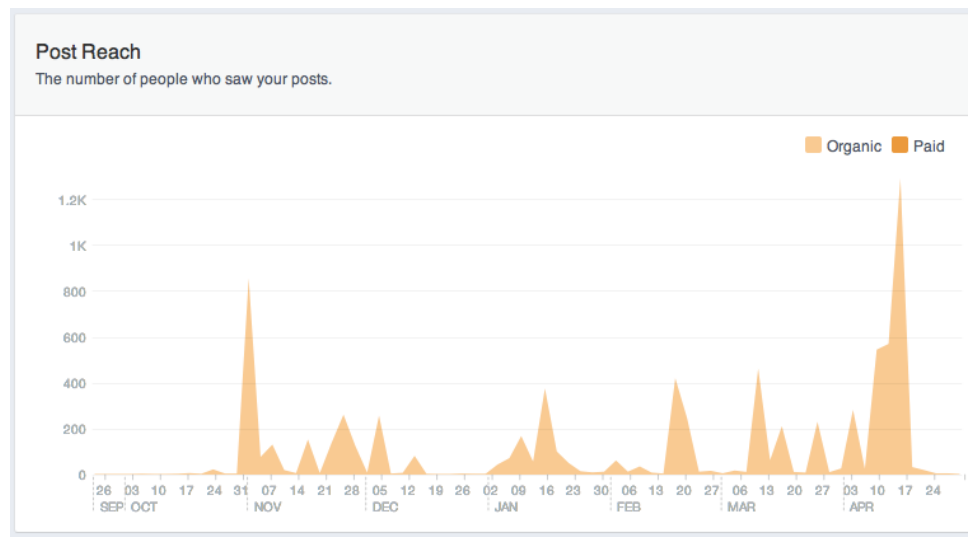 Post Reach
The number of people who saw your posts.
Organic Paid
1.2K
1K
800
600
400
200
0
26 03 10 17 24 31 07 14 21 28 05 12 19 26 02 09 16 23 30 06 13 20 27 06 13 20 27 03 10 17 24
SEP OCT NOV DEC JAN FEB MAR APR